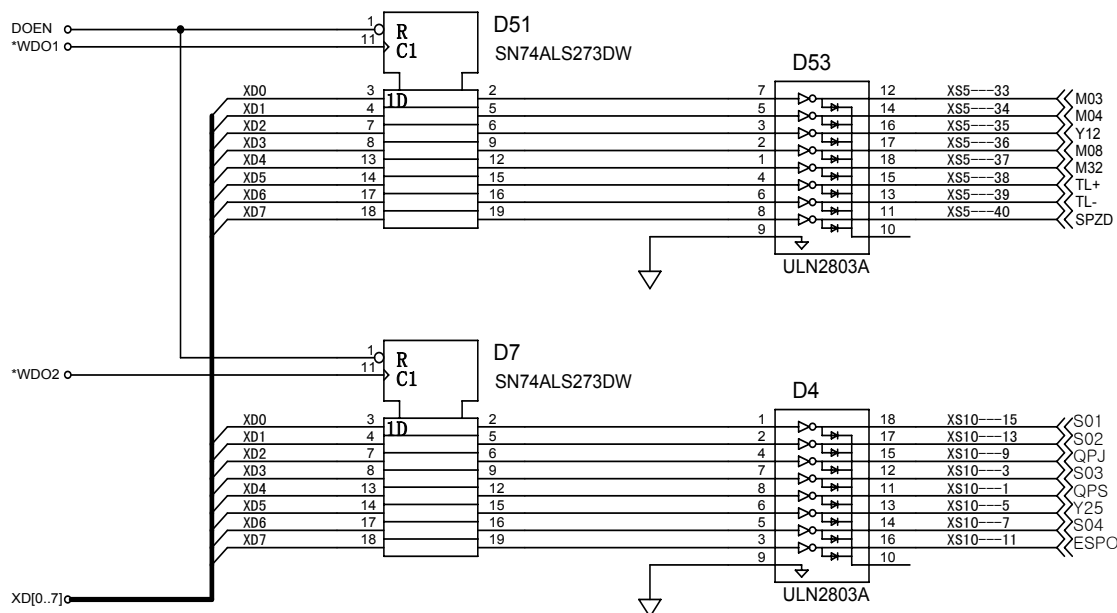 DOEN 1 R D51
*WDO1 11 C1 SN74ALS273DW
D53
XD0 3 1D 2 7 12 XS5---33 M03
XD1 4 5 5 14 XS5---34 M04
XD2 7 6 3 16 XS5---35 Y12
XD3 8 9 2 17 XS5---36 M08
XD4 13 12 1 18 XS5---37 M32
XD5 14 15 4 15 XS5---38 TL+
XD6 17 16 6 13 XS5---39 TL-
XD7 18 19 8 11 XS5---40 SPZD
9 10
ULN2803A
1 R D7
*WDO2 11 C1 SN74ALS273DW
D4
XD0 3 1D 2 1 18 XS10---15 S01
XD1 4 5 2 17 XS10---13 S02
XD2 7 6 4 15 XS10---9 QPJ
XD3 8 9 7 12 XS10---3 S03
XD4 13 12 8 11 XS10---1 QPS
XD5 14 15 6 13 XS10---5 Y25
XD6 17 16 5 14 XS10---7 S04
XD7 18 19 3 16 XS10---11 ESPO
9 10
XD[0..7] ULN2803A